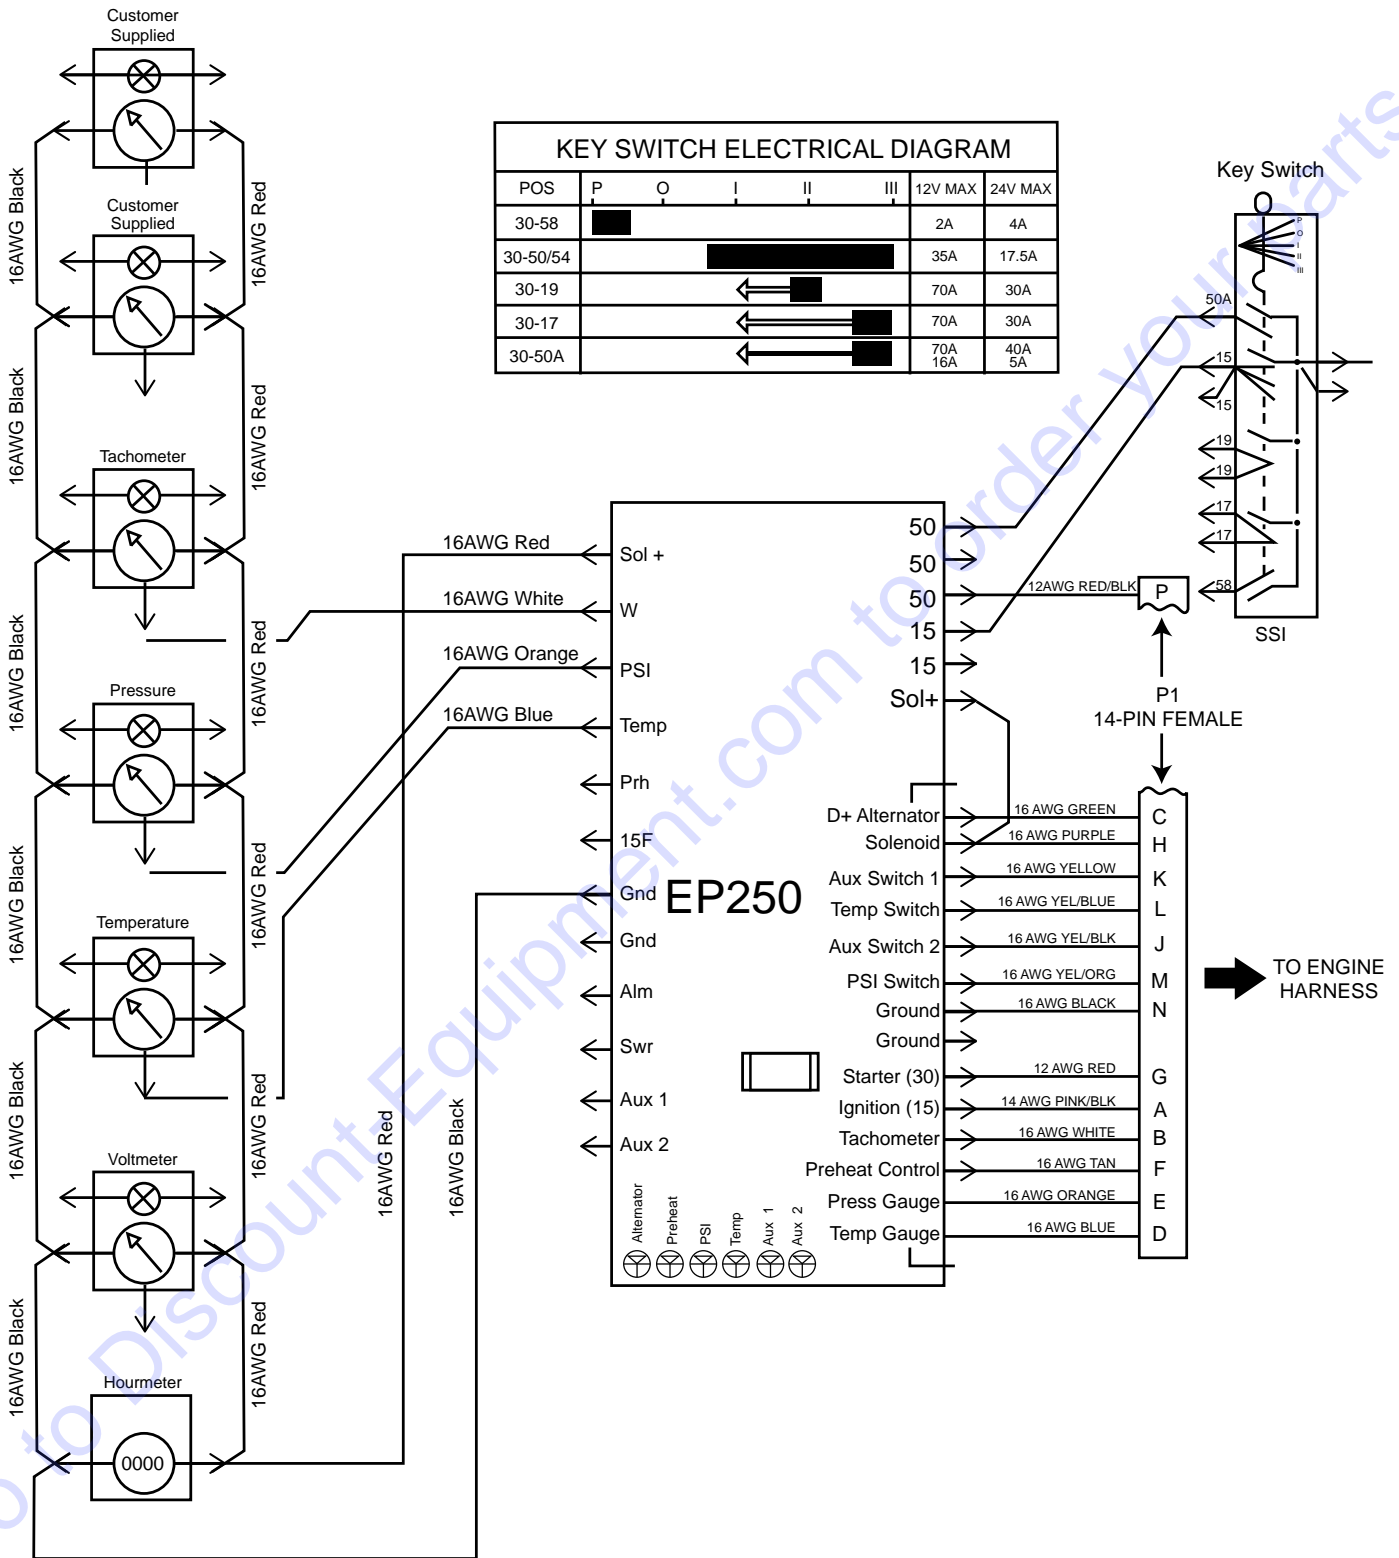 Customer
Supplied
16AWG Black
16AWG Red
Customer
Supplied
16AWG Black
16AWG Red
Tachometer
16AWG Black
16AWG Red
Pressure
16AWG Black
16AWG Red
Temperature
16AWG Black
16AWG Red
Voltmeter
16AWG Black
16AWG Red
Hourmeter
0000
KEY SWITCH ELECTRICAL DIAGRAM
POS P O I II III 12V MAX 24V MAX
30-58 2A 4A
30-50/54 35A 17.5A
30-19 70A 30A
30-17 70A 30A
30-50A 70A 40A
16A 5A
Key Switch
P
O
I
II
III
50A
15
15
19
19
17
17
58
SSI
16AWG Red
16AWG White
16AWG Orange
16AWG Blue
16AWG Red
16AWG Black
Sol +
W
PSI
Temp
Prh
15F
Gnd
Gnd
Alm
Swr
Aux 1
Aux 2
EP250
Alternator
Preheat
PSI
Temp
Aux 1
Aux 2
50
50
50 12AWG RED/BLK P
15
15
Sol+
P1
14-PIN FEMALE
D+ Alternator 16 AWG GREEN C
Solenoid 16 AWG PURPLE H
Aux Switch 1 16 AWG YELLOW K
Temp Switch 16 AWG YEL/BLUE L
Aux Switch 2 16 AWG YEL/BLK J
PSI Switch 16 AWG YEL/ORG M
Ground 16 AWG BLACK N
Ground
Starter (30) 12 AWG RED G
Ignition (15) 14 AWG PINK/BLK A
Tachometer 16 AWG WHITE B
Preheat Control 16 AWG TAN F
Press Gauge 16 AWG ORANGE E
Temp Gauge 16 AWG BLUE D
TO ENGINE
HARNESS
o to Discount-Equipment.com to order your parts